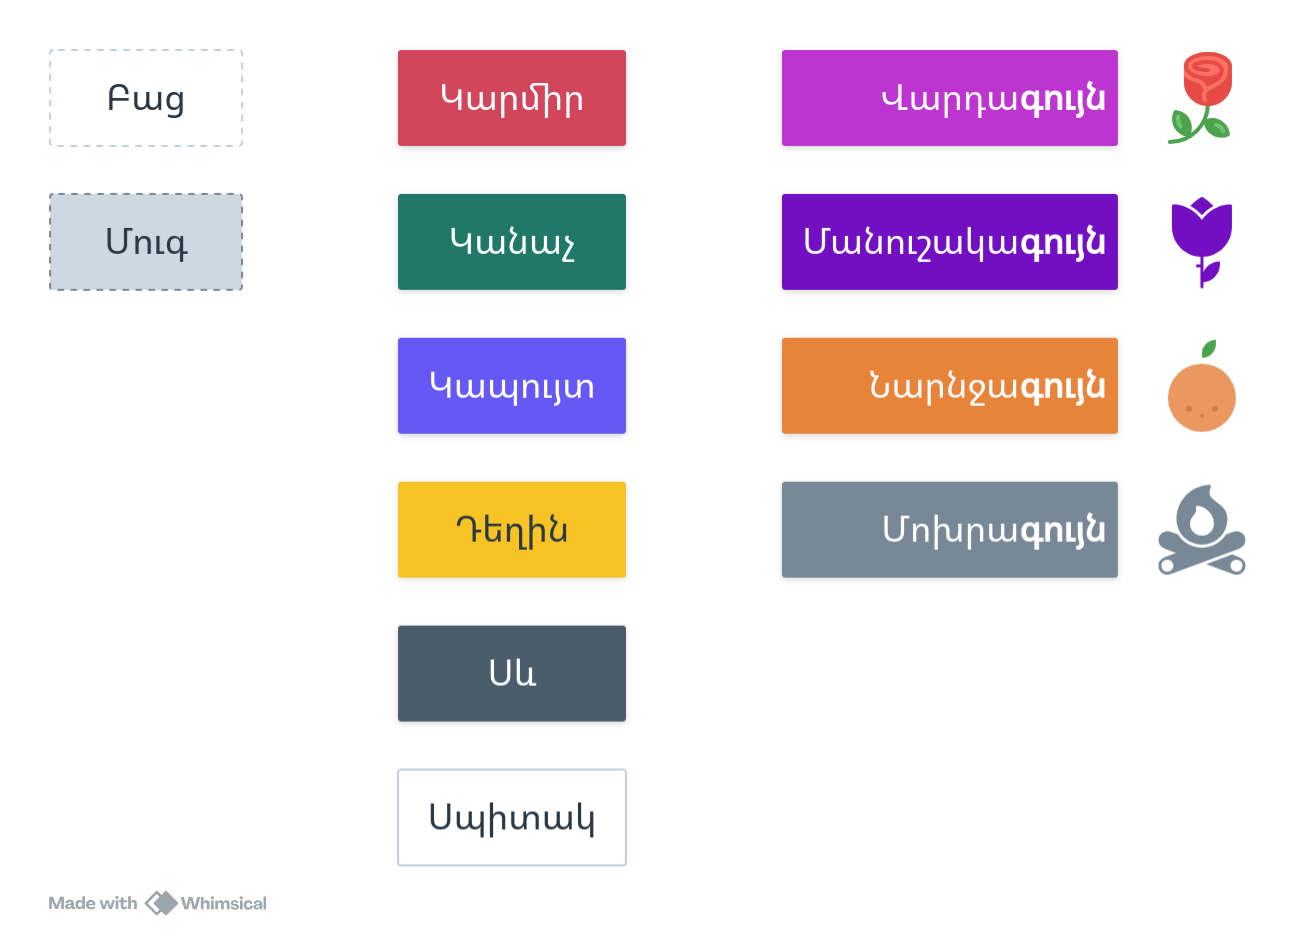 Բաց
Մուգ
Կարմիր
Կանաչ
Կապույտ
Դեղին
Սև
Սպիտակ
Վարդագույն
Մանուշակագույն
Նարնջագույն
Մոխրագույն
Made with Whimsical